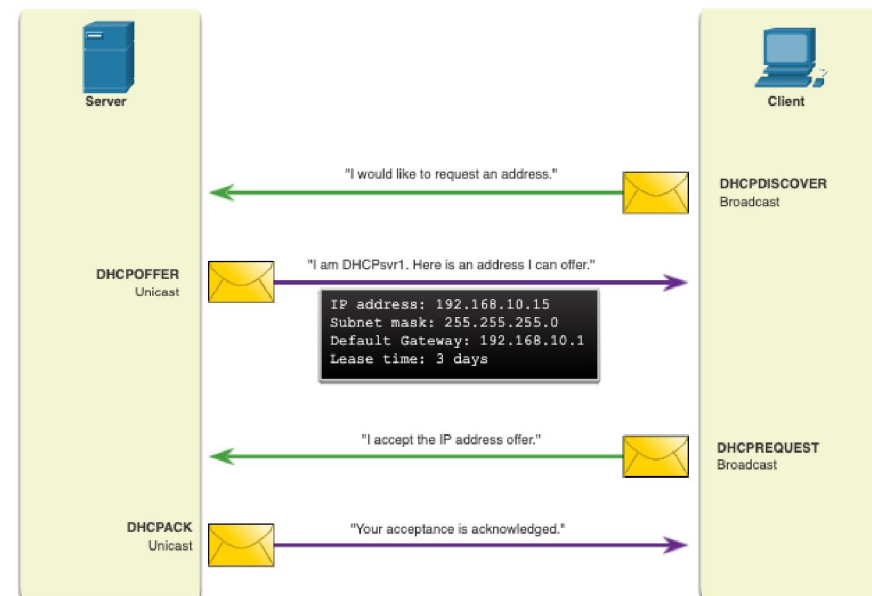 Server
Client
"I would like to request an address."
DHCPDISCOVER
Broadcast
DHCPOFFER
Unicast
"I am DHCPsvr1. Here is an address I can offer."
IP address: 192.168.10.15
Subnet mask: 255.255.255.0
Default Gateway: 192.168.10.1
Lease time: 3 days
"I accept the IP address offer."
DHCPREQUEST
Broadcast
DHCPACK
Unicast
"Your acceptance is acknowledged."